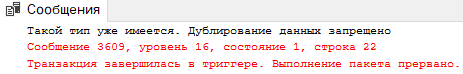 Сообщения
Такой тип уже имеется. Дублирование данных запрещено
Сообщение 3609, уровень 16, состояние 1, строка 22
Транзакция завершилась в триггере. Выполнение пакета прервано.